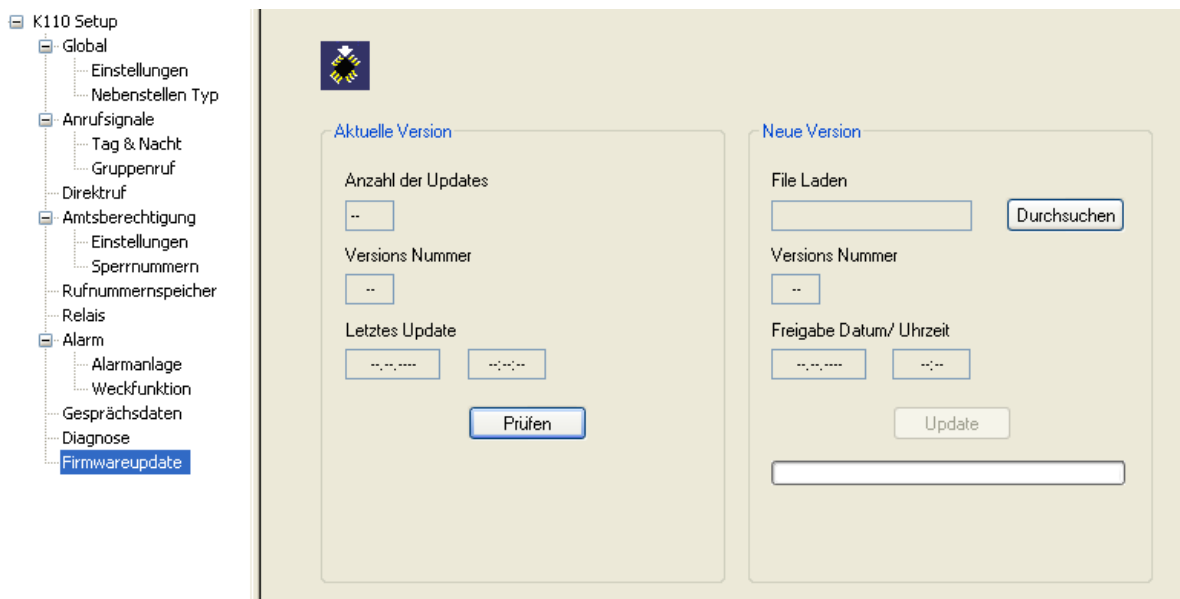 K110 Setup
Global
Einstellungen
Nebenstellen Typ
Anrufsignale
Tag & Nacht
Gruppenruf
Direktruf
Amtsberechtigung
Einstellungen
Sperrnummern
Rufnummernspeicher
Relais
Alarm
Alarmanlage
Weckfunktion
Gesprächsdaten
Diagnose
Firmwareupdate
Aktuelle Version
Anzahl der Updates
--
Versions Nummer
--
Letztes Update
--.--.---- --:--:--
Prüfen
Neue Version
File Laden
Durchsuchen
Versions Nummer
--
Freigabe Datum/ Uhrzeit
--.--.---- --:--
Update